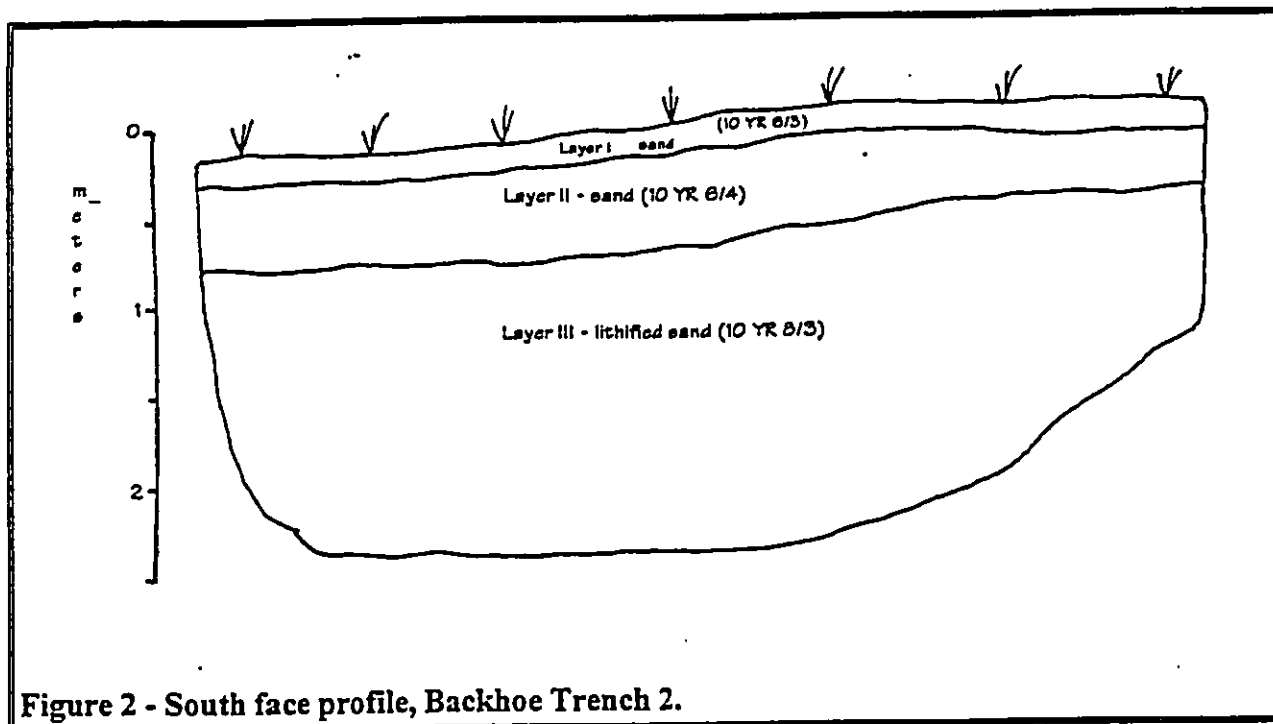 (10 YR 6/3)
Layer I sand
0
meters
Layer II - sand (10 YR 6/4)
1
Layer III - lithified sand (10 YR 8/3)
2
Figure 2 - South face profile, Backhoe Trench 2.